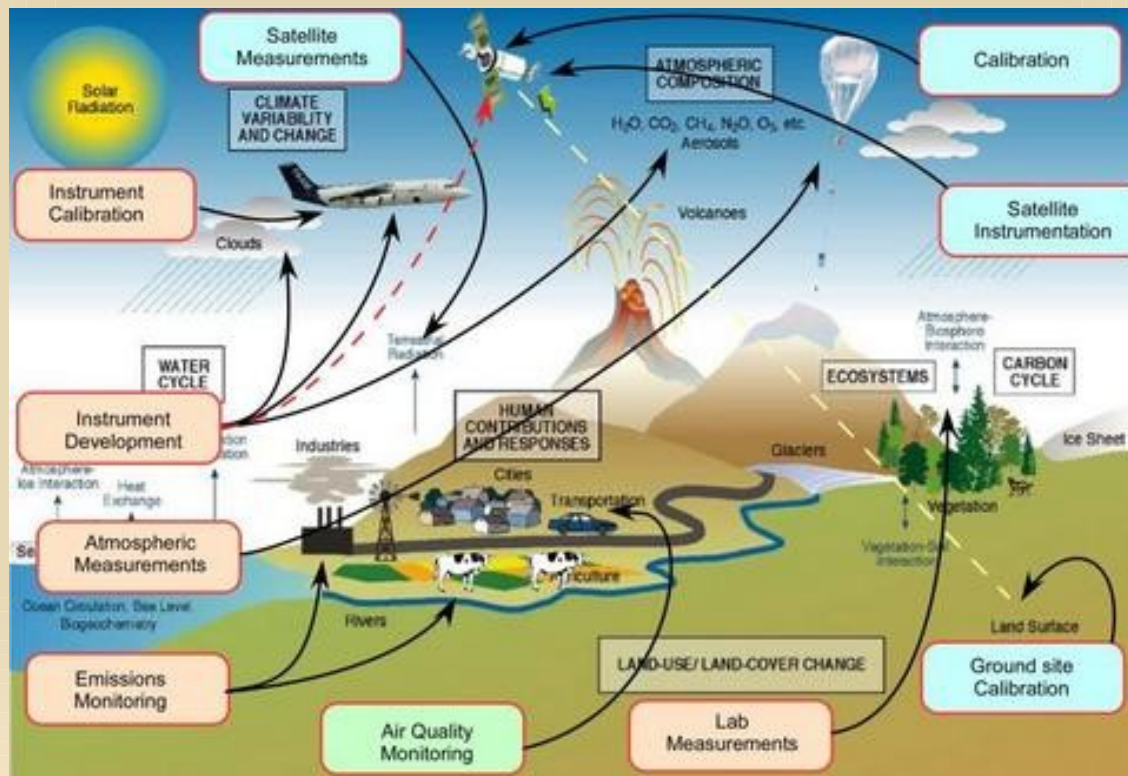 Solar
Radiation
Satellite
Measurements
CLIMATE
VARIABILITY
AND CHANGE
ATMOSPHERIC
COMPOSITION
H₂O, CO₂, CH₄, N₂O, O₃, etc.
Aerosols
Calibration
Instrument
Calibration
Clouds
Volcanoes
Satellite
Instrumentation
Atmosphere-
Biosphere
Interaction
Terrestrial
Radiation
WATER
CYCLE
ECOSYSTEMS
CARBON
CYCLE
Instrument
Development
HUMAN
CONTRIBUTIONS
AND RESPONSES
Industries
Cities
Transportation
Glaciers
Ice Sheet
Atmosphere-
Ice Interaction
Heat
Exchange
Vegetation
Atmospheric
Measurements
Vegetation-Soil
Interaction
Ocean Circulation, Sea Level
Biogeochemistry
Rivers
Land Surface
Emissions
Monitoring
LAND-USE/ LAND-COVER CHANGE
Ground site
Calibration
Air Quality
Monitoring
Lab
Measurements